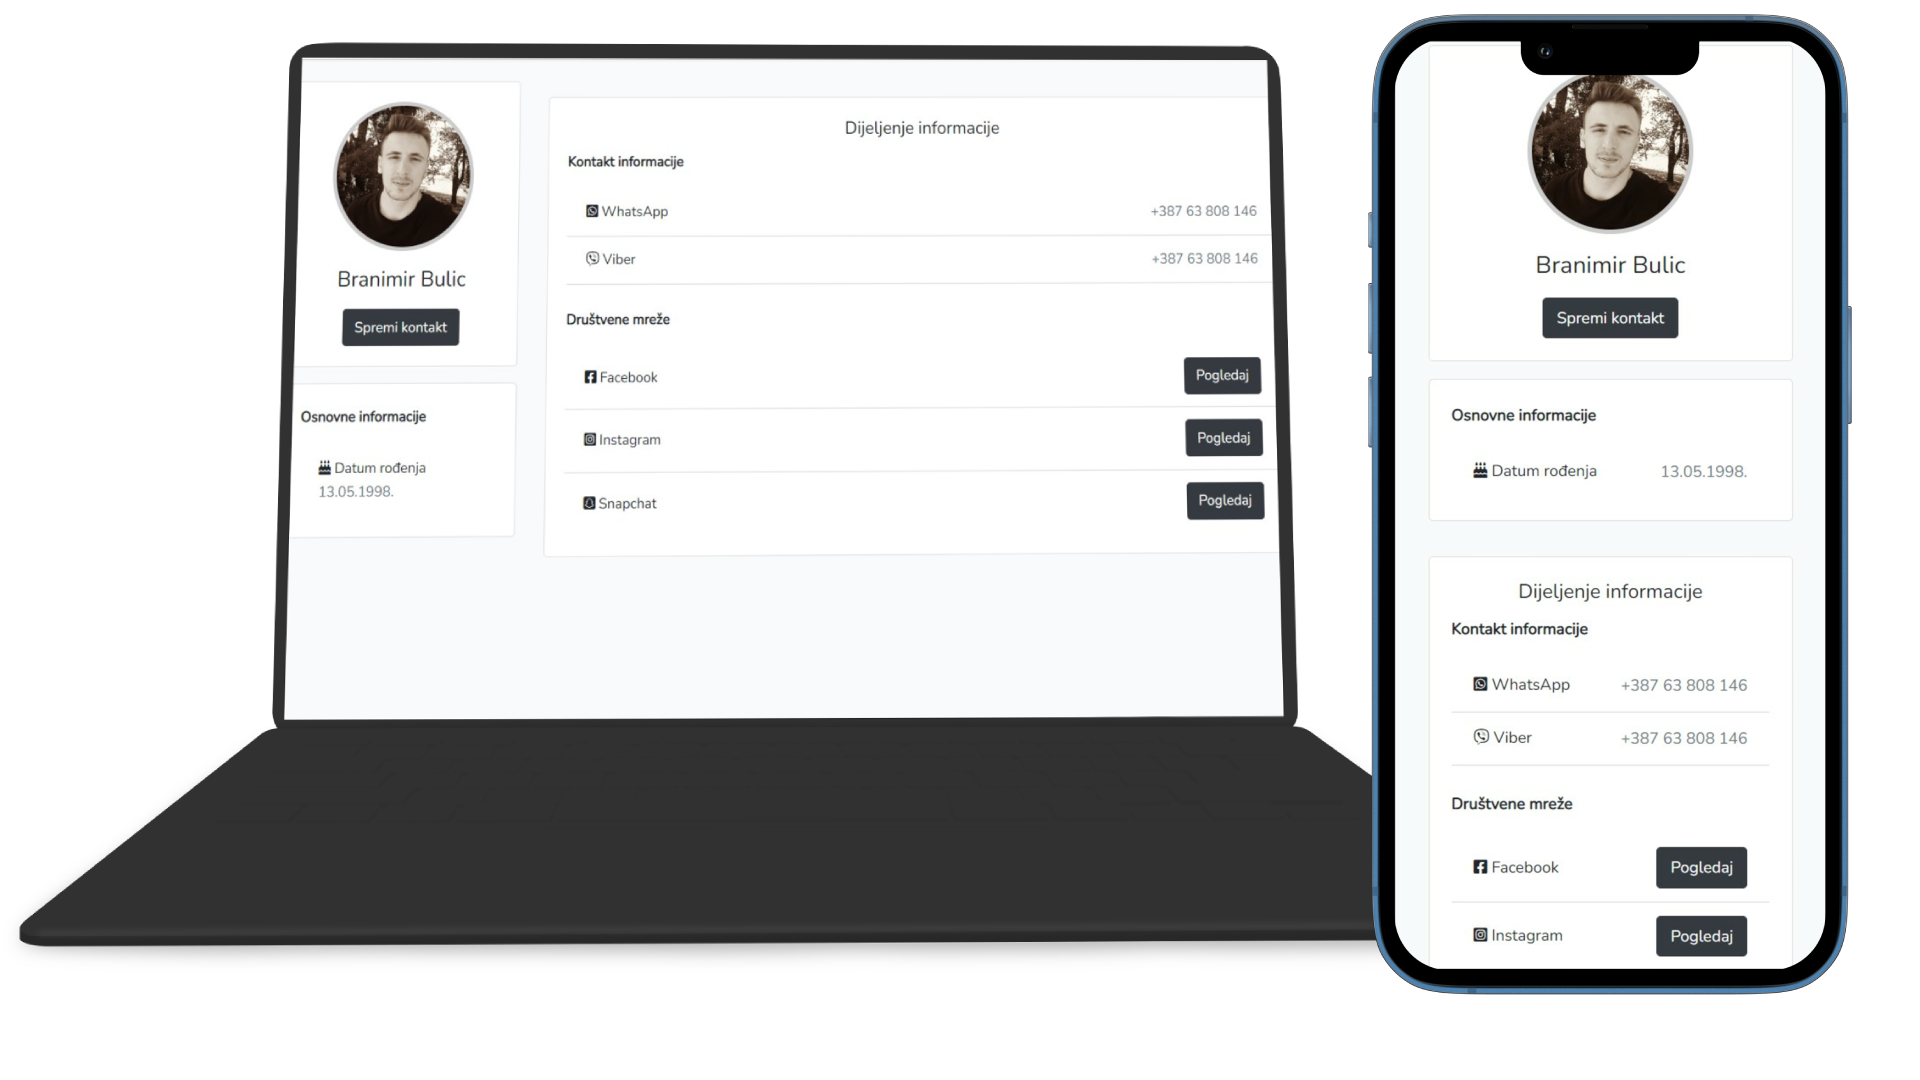 Branimir Bulic
Spremi kontakt
Osnovne informacije
Datum rođenja
13.05.1998.
Dijeljenje informacije
Kontakt informacije
WhatsApp +387 63 808 146
Viber +387 63 808 146
Društvene mreže
Facebook Pogledaj
Instagram Pogledaj
Snapchat Pogledaj
Branimir Bulic
Spremi kontakt
Osnovne informacije
Datum rođenja 13.05.1998.
Dijeljenje informacije
Kontakt informacije
WhatsApp +387 63 808 146
Viber +387 63 808 146
Društvene mreže
Facebook Pogledaj
Instagram Pogledaj